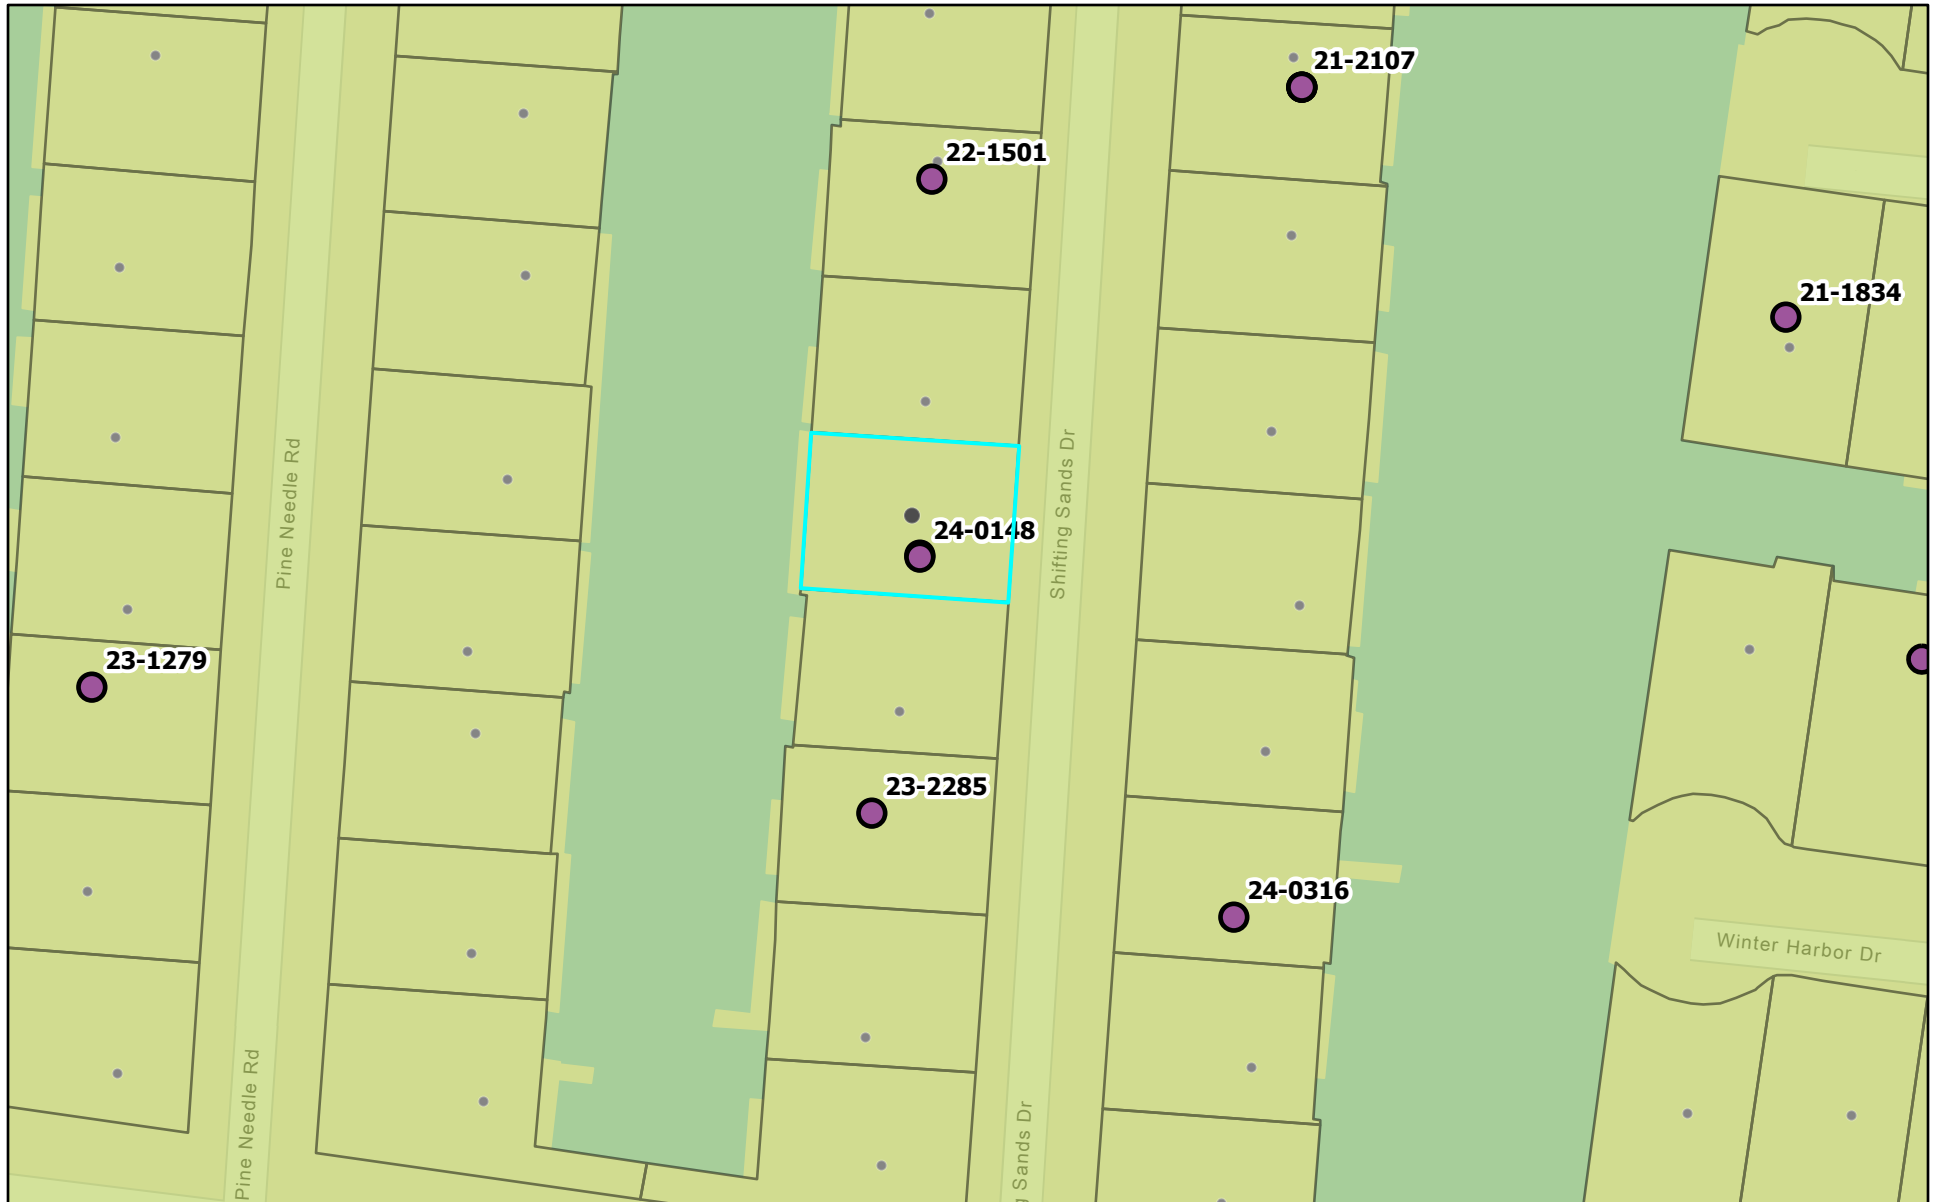 21-2107
22-1501
21-1834
Pine Needle Rd
Shifting Sands Dr
24-0148
23-1279
23-2285
24-0316
Winter Harbor Dr
Pine Needle Rd
Sands Dr